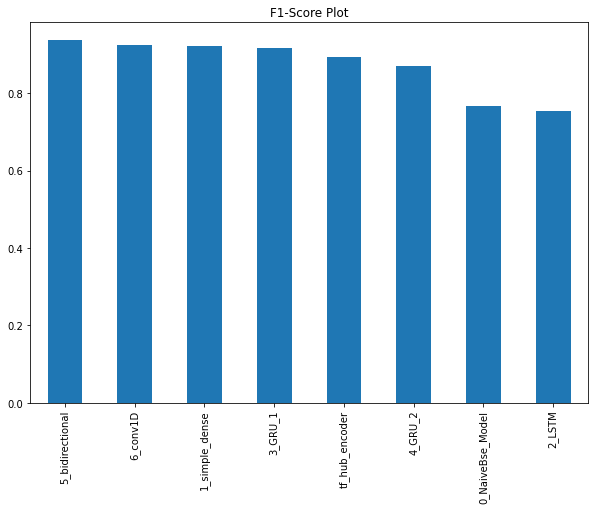 F1-Score Plot
0.8
0.6
0.4
0.2
0.0
5_bidirectional
6_conv1D
1_simple_dense
3_GRU_1
tf_hub_encoder
4_GRU_2
0_NaiveBse_Model
2_LSTM